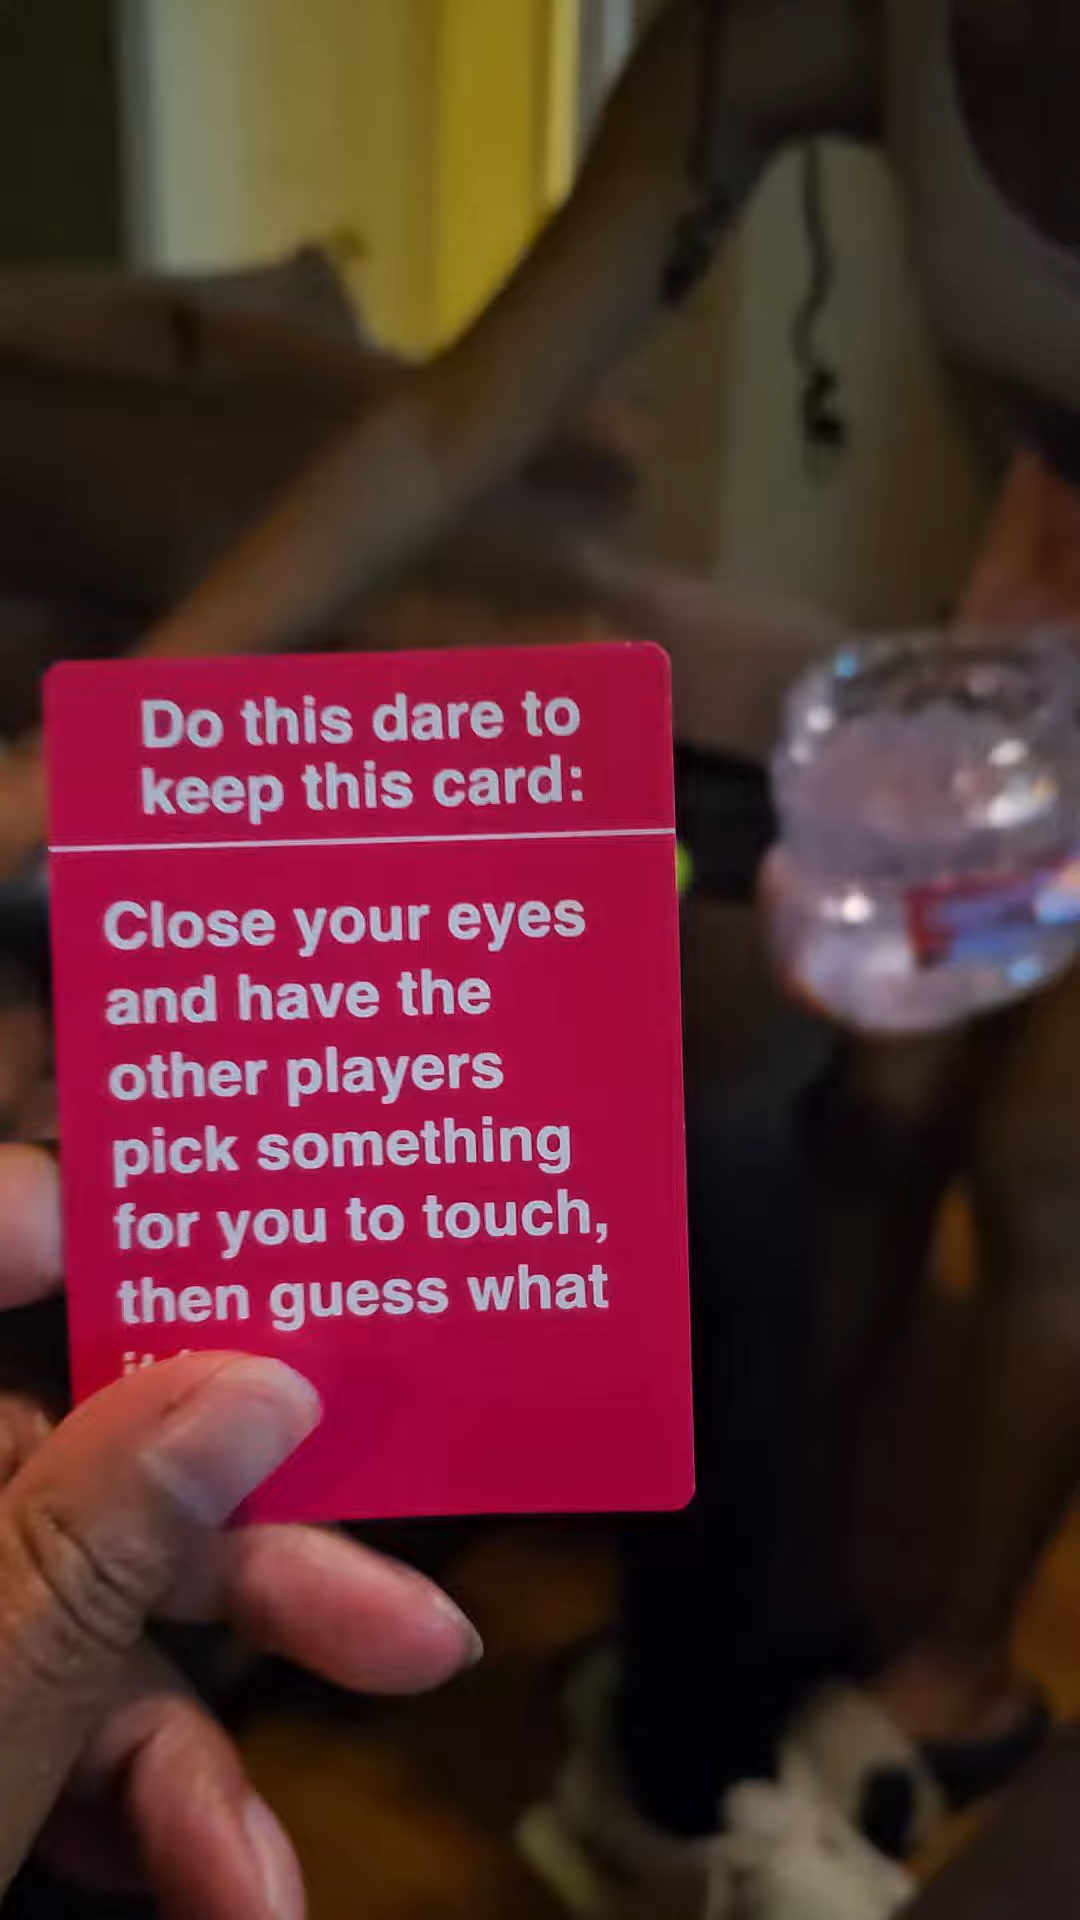 Do this dare to
keep this card:
Close your eyes
and have the
other players
pick something
for you to touch,
then guess what